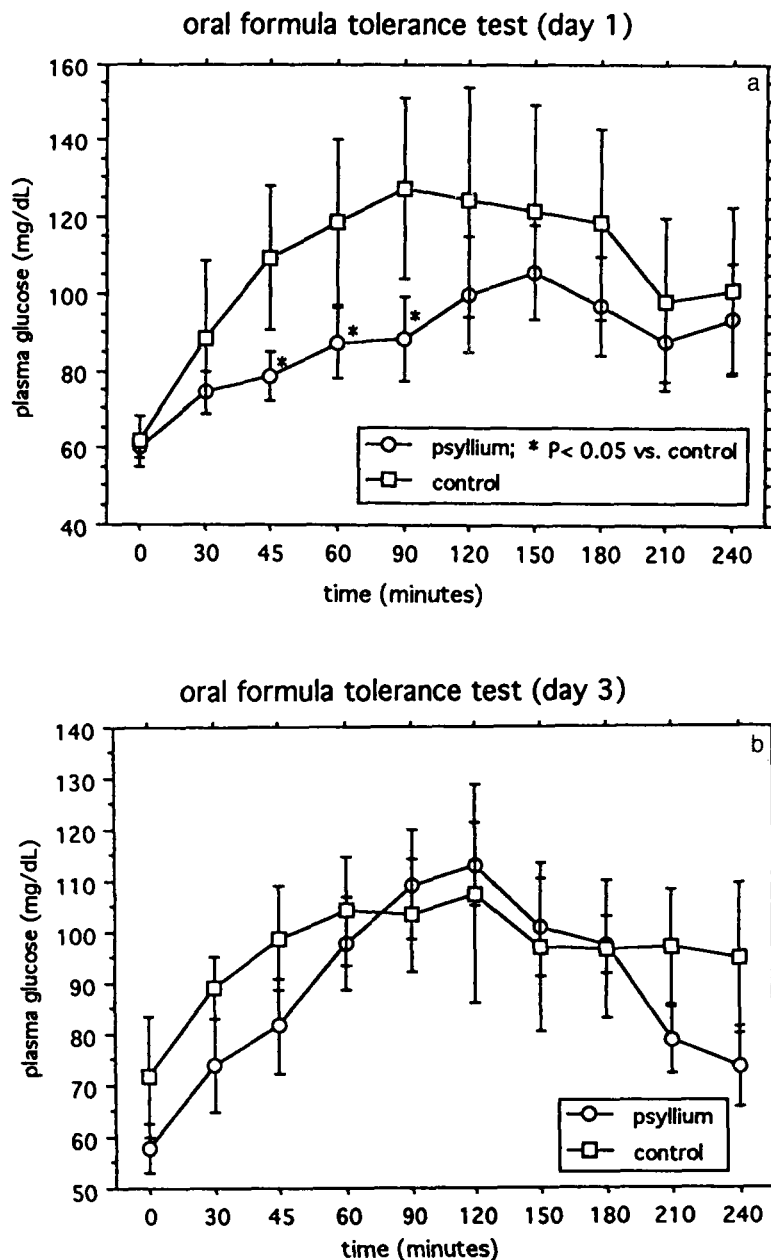 oral formula tolerance test (day 1)
a
160
140
120
100
80
60
40
plasma glucose (mg/dL)
*
*
*
psyllium; * P< 0.05 vs. control
control
0 30 45 60 90 120 150 180 210 240
time (minutes)
oral formula tolerance test (day 3)
b
140
130
120
110
100
90
80
70
60
50
plasma glucose (mg/dL)
psyllium
control
0 30 45 60 90 120 150 180 210 240
time (minutes)